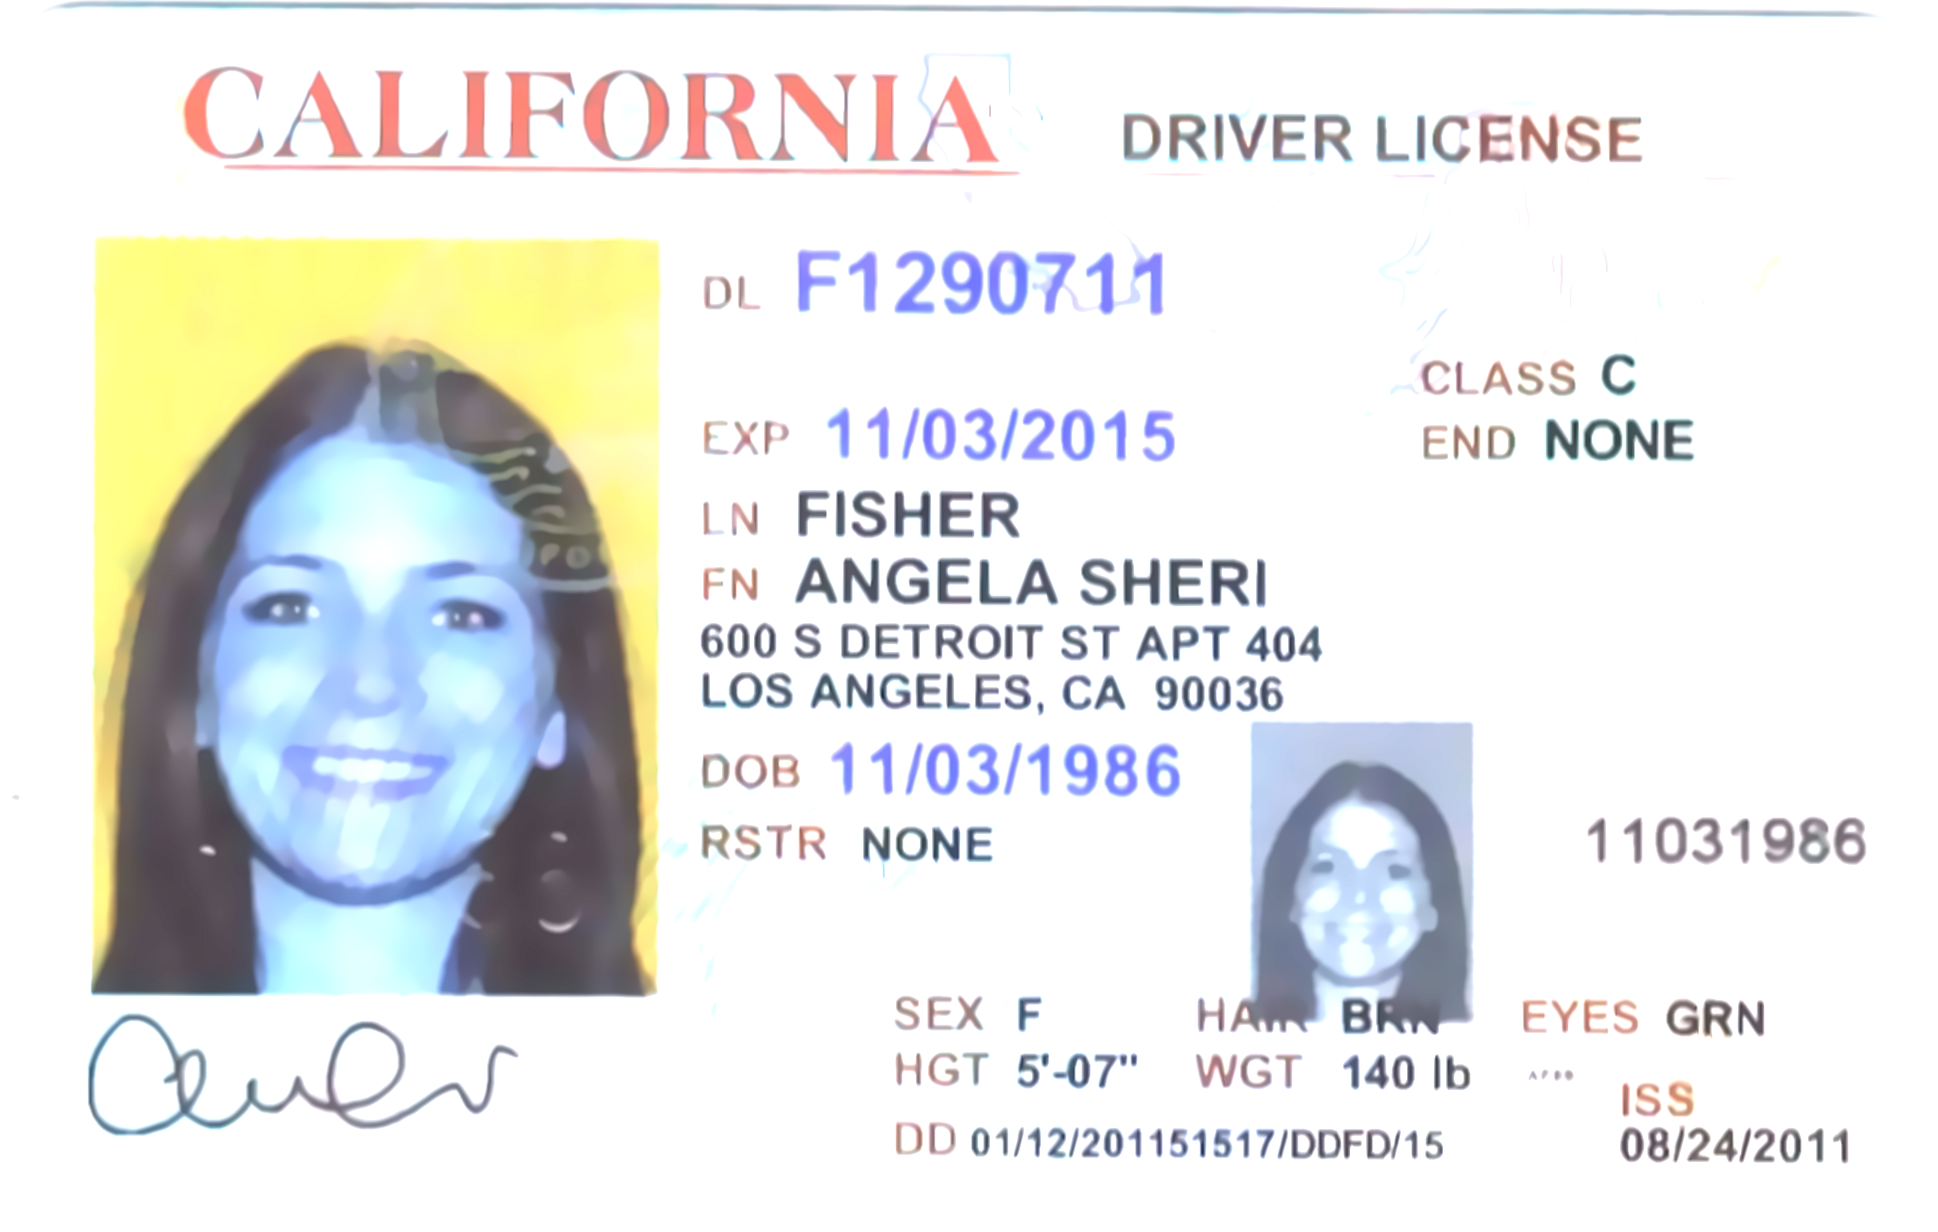 CALIFORNIA DRIVER LICENSE
DL F1290711
CLASS C
EXP 11/03/2015
END NONE
LN FISHER
FN ANGELA SHERI
600 S DETROIT ST APT 404
LOS ANGELES, CA 90036
DOB 11/03/1986
RSTR NONE
11031986
SEX F HAIR BRN EYES GRN
HGT 5'-07" WGT 140 lb
ISS
DD 01/12/201151517/DDFD/15 08/24/2011